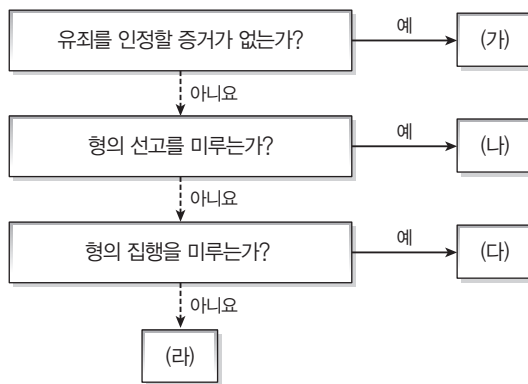 유죄를 인정할 증거가 없는가?
예
(가)
아니요
형의 선고를 미루는가?
예
(나)
아니요
형의 집행을 미루는가?
예
(다)
아니요
(라)